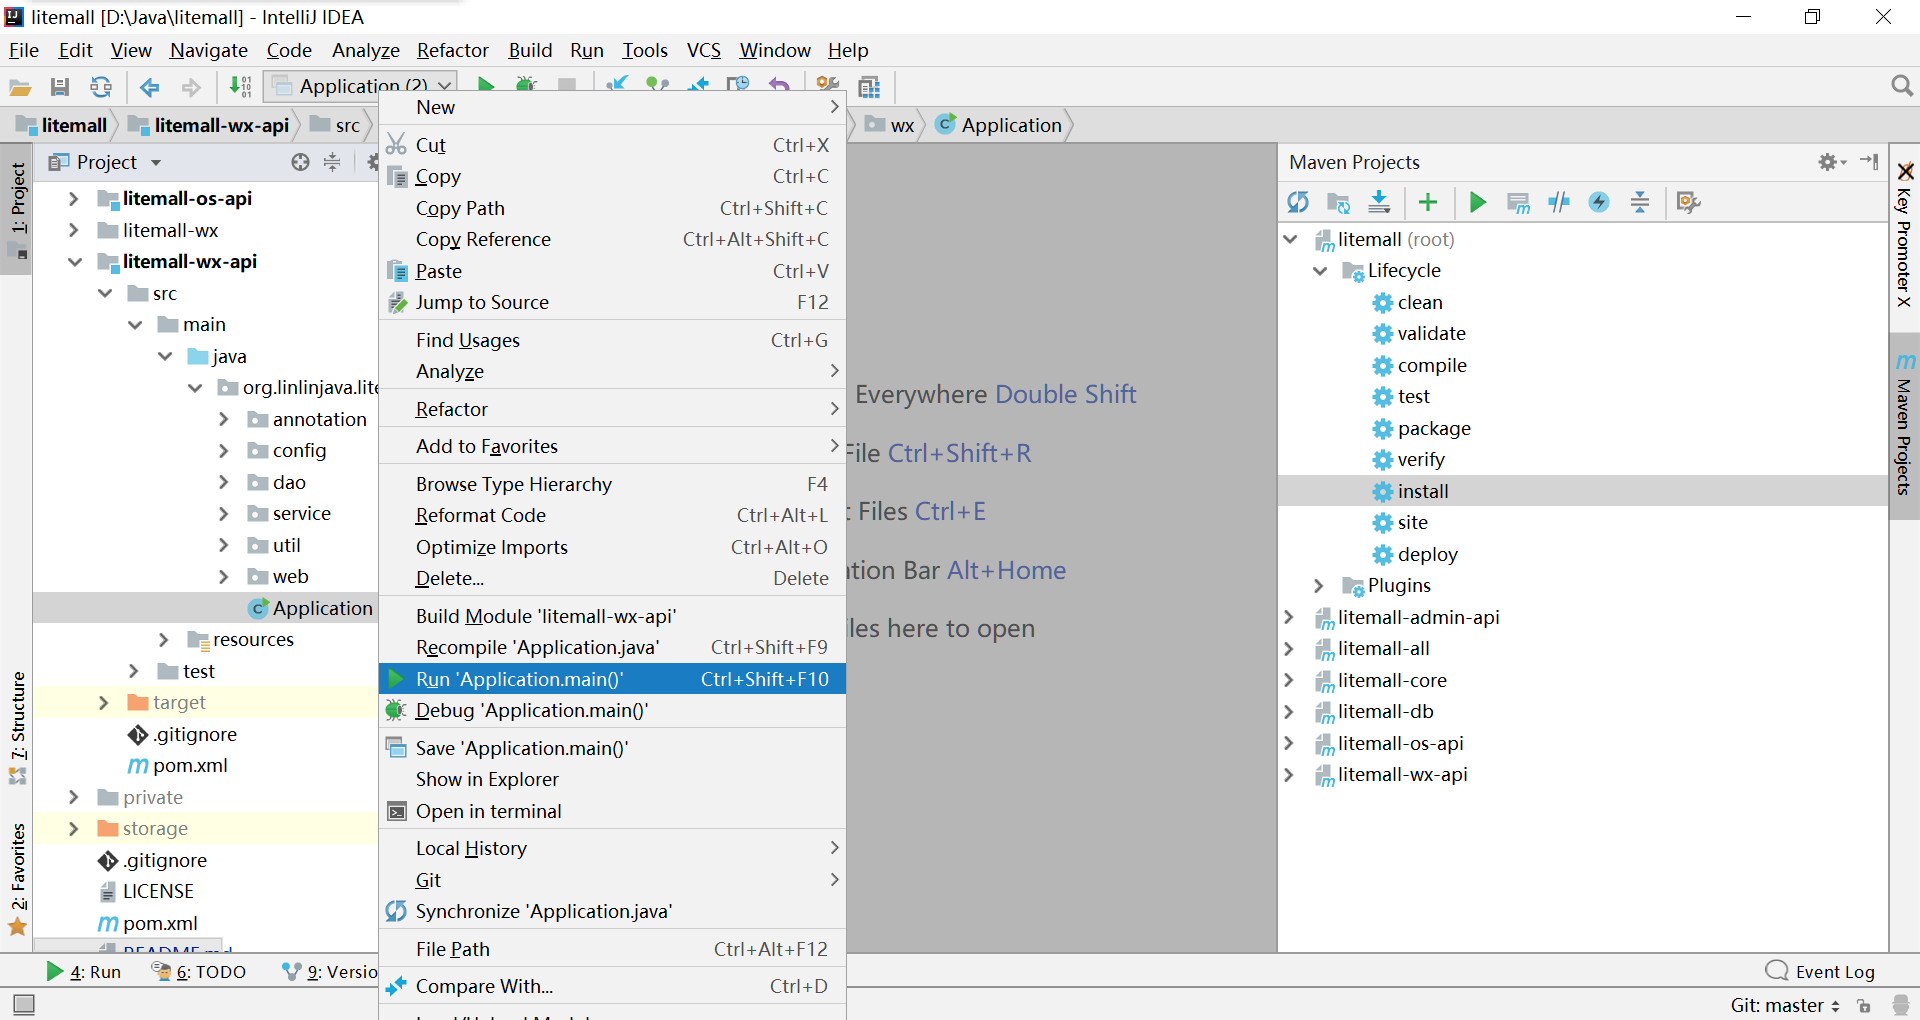 litemall [D:\Java\litemall] - IntelliJ IDEA
File Edit View Navigate Code Analyze Refactor Build Run Tools VCS Window Help
Application (2)
litemall litemall-wx-api src wx Application
1: Project
7: Structure
2: Favorites
Project
litemall-os-api
litemall-wx
litemall-wx-api
src
main
java
org.linlinjava.lite
annotation
config
dao
service
util
web
Application
resources
test
target
.gitignore
pom.xml
private
storage
.gitignore
LICENSE
pom.xml
README.md
New
Cut Ctrl+X
Copy Ctrl+C
Copy Path Ctrl+Shift+C
Copy Reference Ctrl+Alt+Shift+C
Paste Ctrl+V
Jump to Source F12
Find Usages Ctrl+G
Analyze
Refactor
Add to Favorites
Browse Type Hierarchy F4
Reformat Code Ctrl+Alt+L
Optimize Imports Ctrl+Alt+O
Delete... Delete
Build Module 'litemall-wx-api'
Recompile 'Application.java' Ctrl+Shift+F9
Run 'Application.main()' Ctrl+Shift+F10
Debug 'Application.main()'
Save 'Application.main()'
Show in Explorer
Open in terminal
Local History
Git
Synchronize 'Application.java'
File Path Ctrl+Alt+F12
Compare With... Ctrl+D
Everywhere Double Shift
File Ctrl+Shift+R
t Files Ctrl+E
ation Bar Alt+Home
iles here to open
Maven Projects
litemall (root)
Lifecycle
clean
validate
compile
test
package
verify
install
site
deploy
Plugins
litemall-admin-api
litemall-all
litemall-core
litemall-db
litemall-os-api
litemall-wx-api
Key Promoter X
Maven Projects
4: Run 6: TODO 9: Versio
Event Log
Git: master